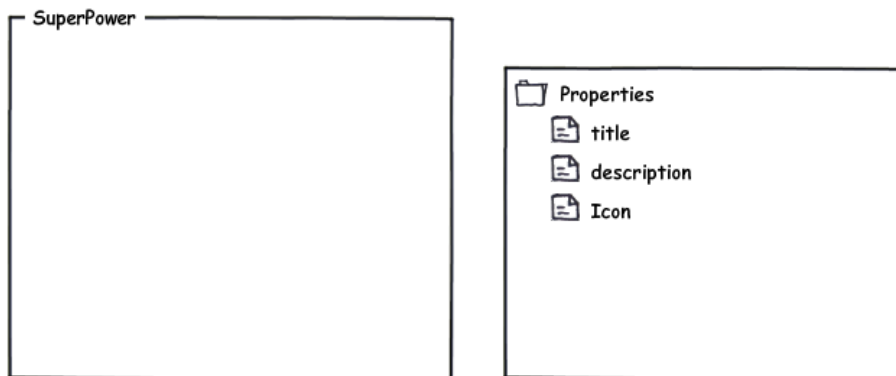 SuperPower
Properties
title
description
Icon